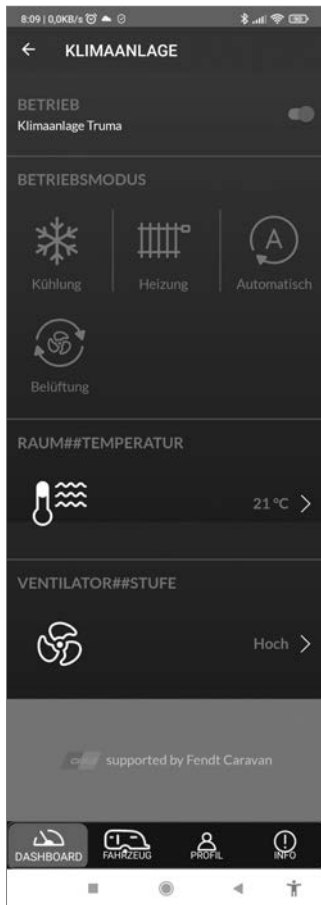 8:09 | 0,0KB/s
KLIMAANLAGE
BETRIEB
Klimaanlage Truma
BETRIEBSMODUS
Kühlung
Heizung
A
Automatisch
Belüftung
RAUM##TEMPERATUR
21 °C
VENTILATOR##STUFE
Hoch
supported by Fendt Caravan
DASHBOARD
FAHRZEUG
PROFIL
INFO